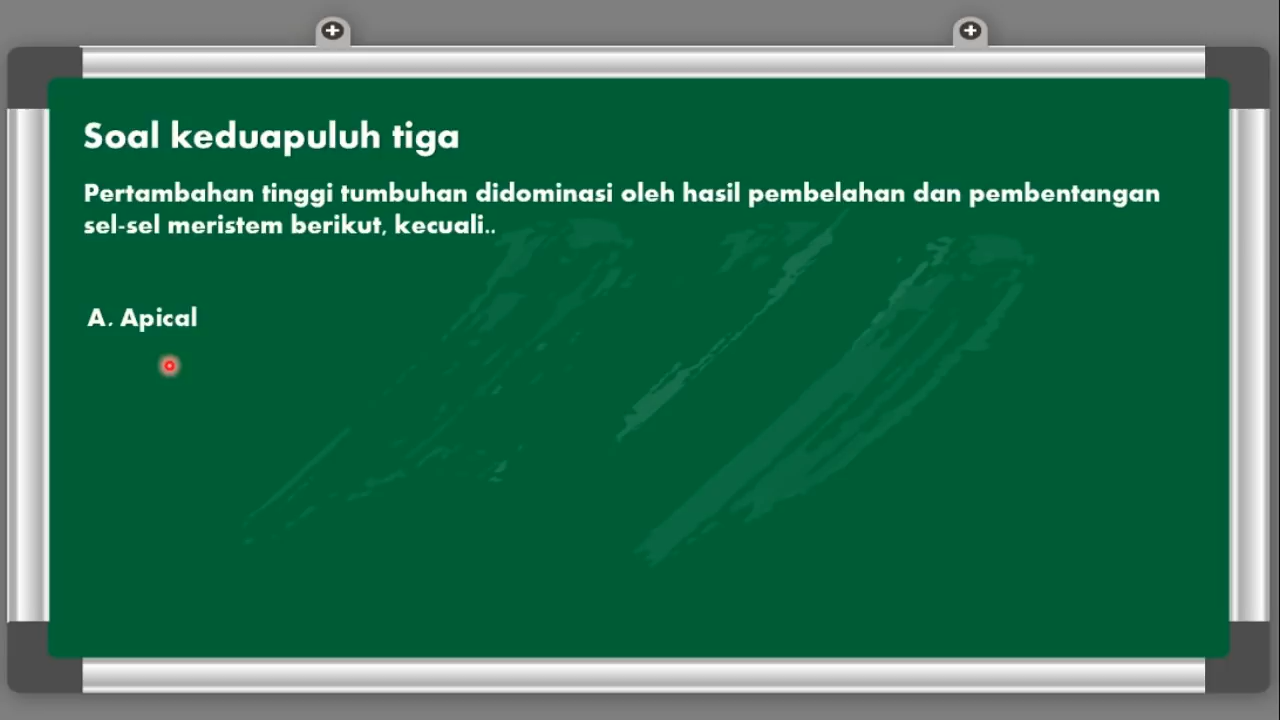 Soal keduapuluh tiga
Pertambahan tinggi tumbuhan didominasi oleh hasil pembelahan dan pembentangan
sel-sel meristem berikut, kecuali..
A. Apical